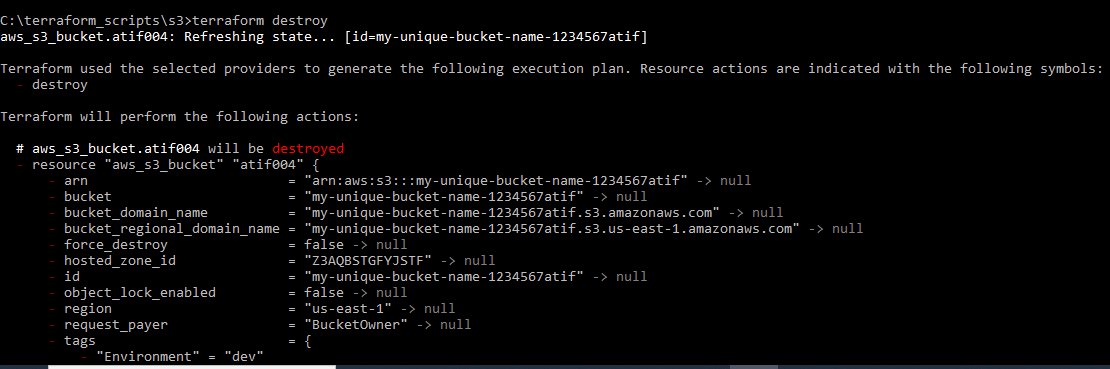 C:\terraform_scripts\s3>terraform destroy
aws_s3_bucket.atif004: Refreshing state... [id=my-unique-bucket-name-1234567atif]
Terraform used the selected providers to generate the following execution plan. Resource actions are indicated with the following symbols:
- destroy
Terraform will perform the following actions:
# aws_s3_bucket.atif004 will be destroyed
- resource "aws_s3_bucket" "atif004" {
- arn = "arn:aws:s3:::my-unique-bucket-name-1234567atif" -> null
- bucket = "my-unique-bucket-name-1234567atif" -> null
- bucket_domain_name = "my-unique-bucket-name-1234567atif.s3.amazonaws.com" -> null
- bucket_regional_domain_name = "my-unique-bucket-name-1234567atif.s3.us-east-1.amazonaws.com" -> null
- force_destroy = false -> null
- hosted_zone_id = "Z3AQBSTGFYJSTF" -> null
- id = "my-unique-bucket-name-1234567atif" -> null
- object_lock_enabled = false -> null
- region = "us-east-1" -> null
- request_payer = "BucketOwner" -> null
- tags = {
- "Environment" = "dev"